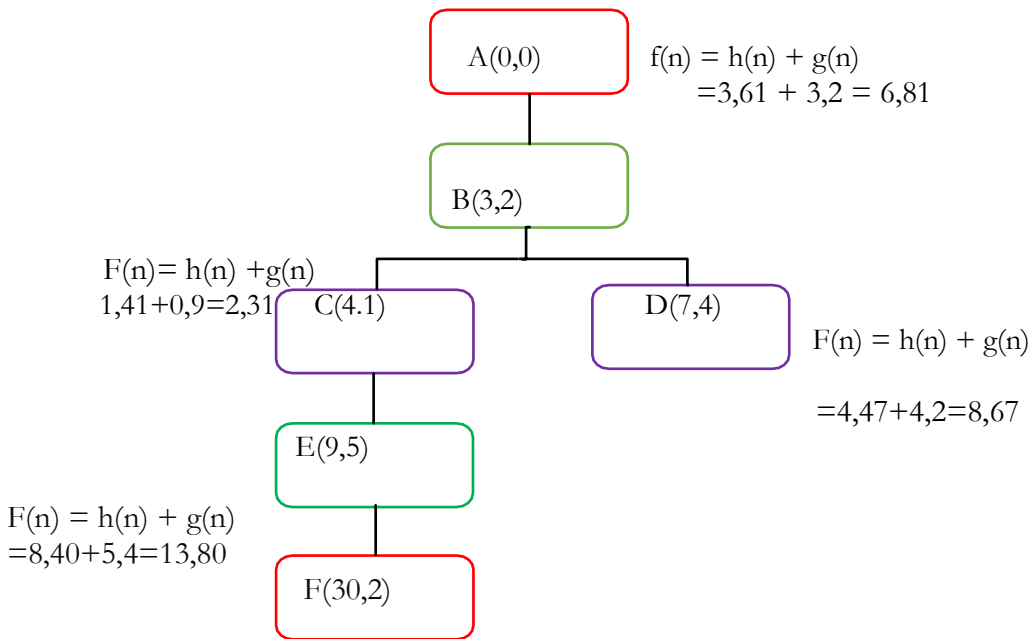 A(0,0)
f(n) = h(n) + g(n)
=3,61 + 3,2 = 6,81
B(3,2)
F(n)= h(n) +g(n)
1,41+0,9=2,31
C(4.1)
D(7,4)
F(n) = h(n) + g(n)
=4,47+4,2=8,67
E(9,5)
F(n) = h(n) + g(n)
=8,40+5,4=13,80
F(30,2)